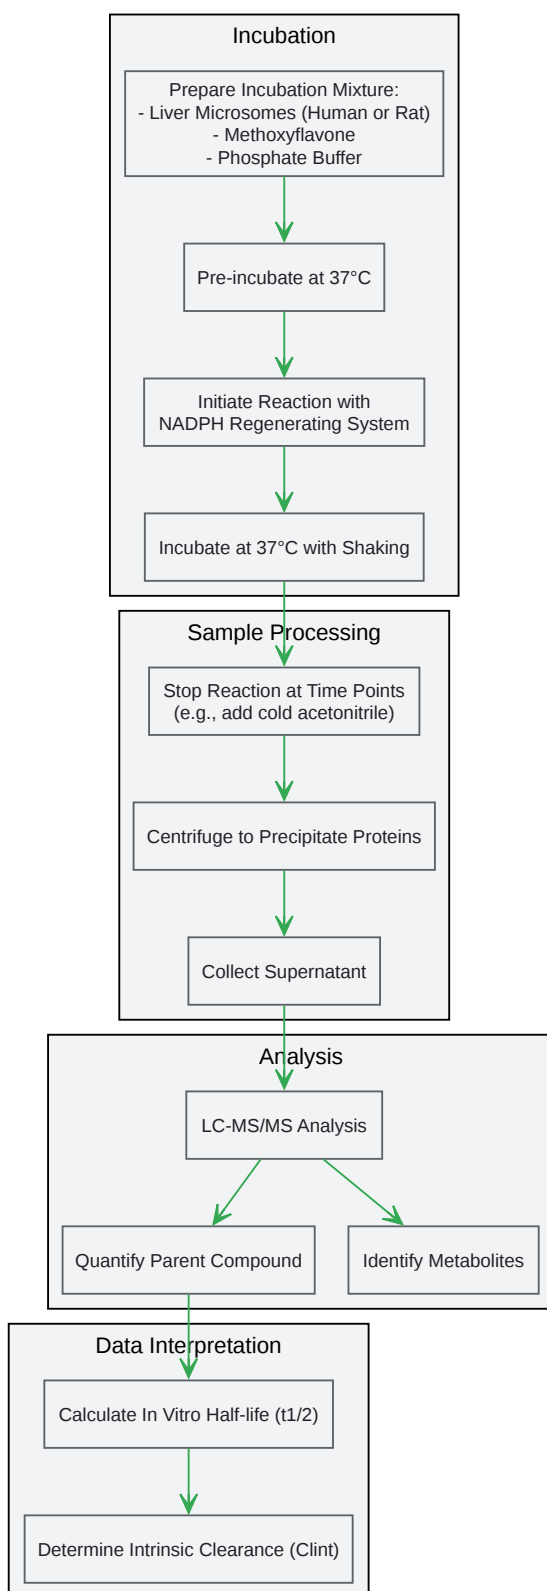 Incubation
Prepare Incubation Mixture:
- Liver Microsomes (Human or Rat)
- Methoxyflavone
- Phosphate Buffer
Pre-incubate at 37°C
Initiate Reaction with
NADPH Regenerating System
Incubate at 37°C with Shaking
Sample Processing
Stop Reaction at Time Points
(e.g., add cold acetonitrile)
Centrifuge to Precipitate Proteins
Collect Supernatant
Analysis
LC-MS/MS Analysis
Quantify Parent Compound
Identify Metabolites
Data Interpretation
Calculate In Vitro Half-life (t1/2)
Determine Intrinsic Clearance (Clint)